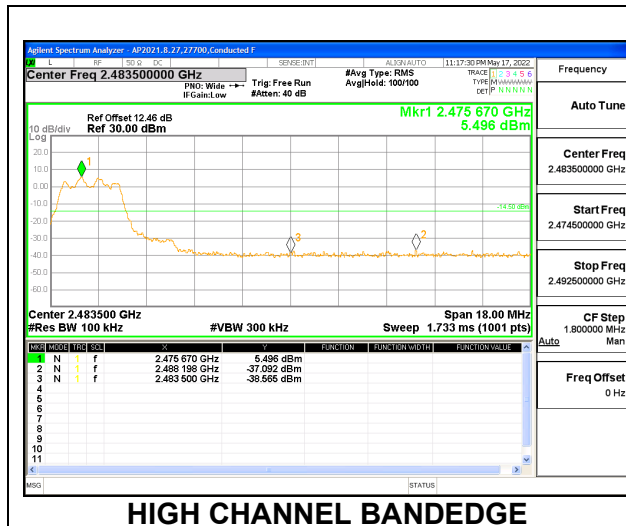 Agilent Spectrum Analyzer - AP2021.8.27,27700,Conducted F
L RF 50 Ω DC SENSE:INT ALIGN AUTO 11:17:30 PM May 17, 2022
Center Freq 2.483500000 GHz
#Avg Type: RMS
TRACE 1 2 3 4 5 6
PNO: Wide Trig: Free Run Avg|Hold: 100/100 TYPE M
IFGain:Low #Atten: 40 dB DET P N N N N N
Frequency
Auto Tune
Center Freq
2.483500000 GHz
Start Freq
2.474500000 GHz
Stop Freq
2.492500000 GHz
CF Step
1.800000 MHz
Auto Man
Freq Offset
0 Hz
Mkr1 2.475 670 GHz
5.496 dBm
Ref Offset 12.46 dB
10 dB/div Ref 30.00 dBm
Log
20.0
10.0
0.00
-10.0
-20.0
-30.0
-40.0
-50.0
-60.0
1
2
3
-14.50 dBm
Center 2.483500 GHz Span 18.00 MHz
#Res BW 100 kHz #VBW 300 kHz Sweep 1.733 ms (1001 pts)
MKR MODE TRC SCL X Y FUNCTION FUNCTION WIDTH FUNCTION VALUE
1 N 1 f 2.475 670 GHz 5.496 dBm
2 N 1 f 2.488 198 GHz -37.092 dBm
3 N 1 f 2.483 500 GHz -38.565 dBm
4
5
6
7
8
9
10
11
MSG STATUS
HIGH CHANNEL BANDEDGE